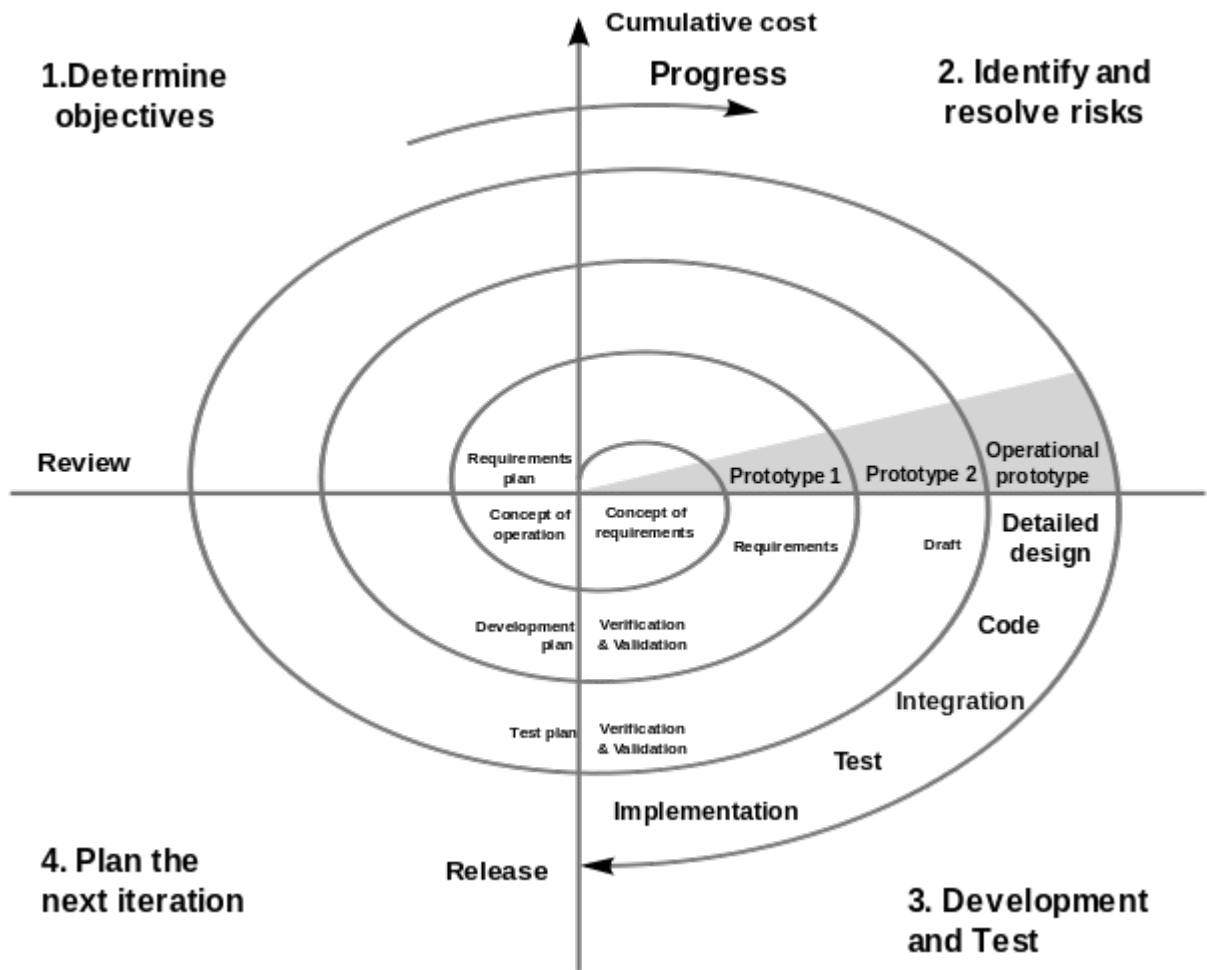 Cumulative cost
1.Determine
objectives
Progress
2. Identify and
resolve risks
Review
Requirements
plan
Prototype 1
Prototype 2
Operational
prototype
Concept of
operation
Concept of
requirements
Requirements
Draft
Detailed
design
Development
plan
Verification
& Validation
Code
Integration
Test plan
Verification
& Validation
Test
Implementation
Release
4. Plan the
next iteration
3. Development
and Test